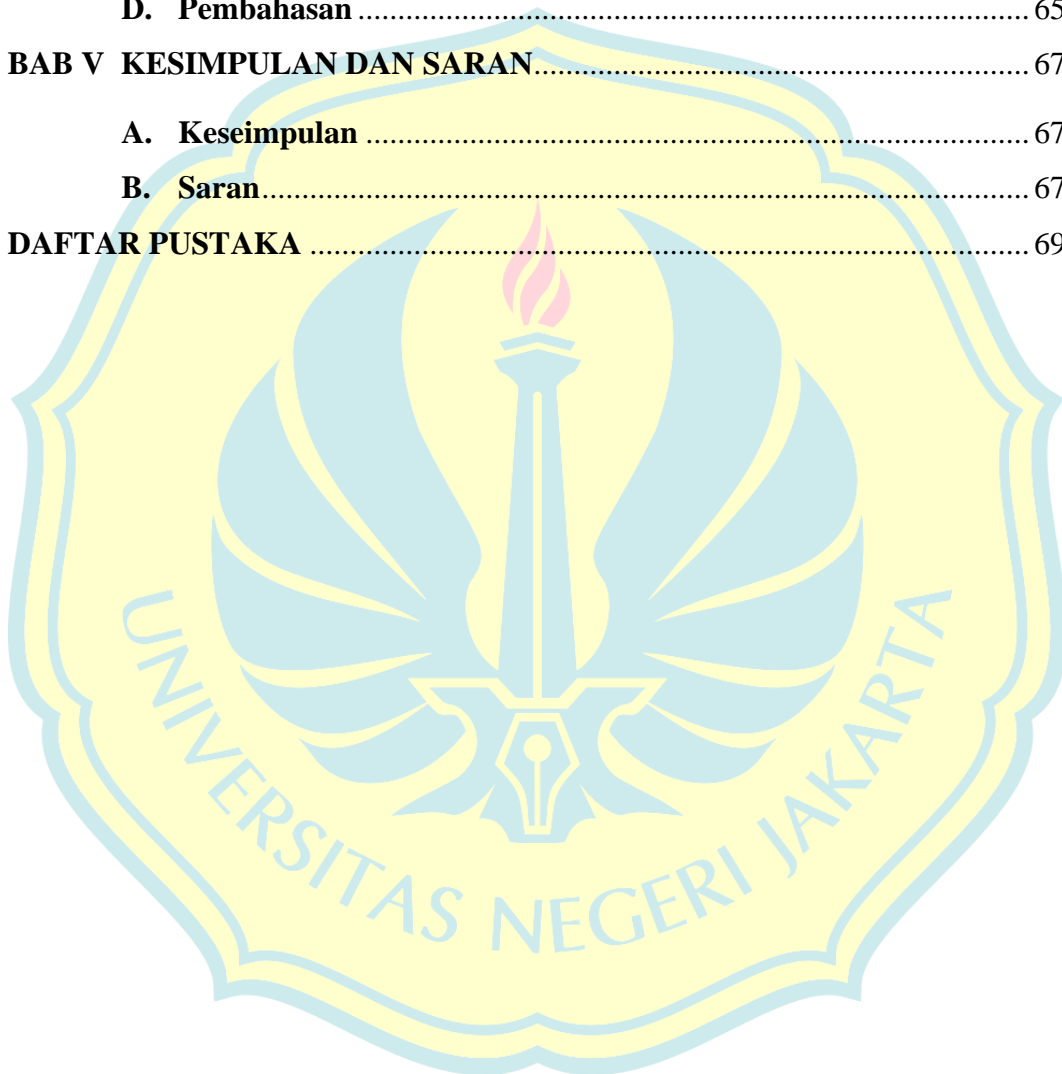 D. Pembahasan ........ 65
BAB V KESIMPULAN DAN SARAN ........ 67
A. Keseimpulan ........ 67
B. Saran ........ 67
DAFTAR PUSTAKA ........ 69
UNIVERSITAS NEGERI JAKARTA